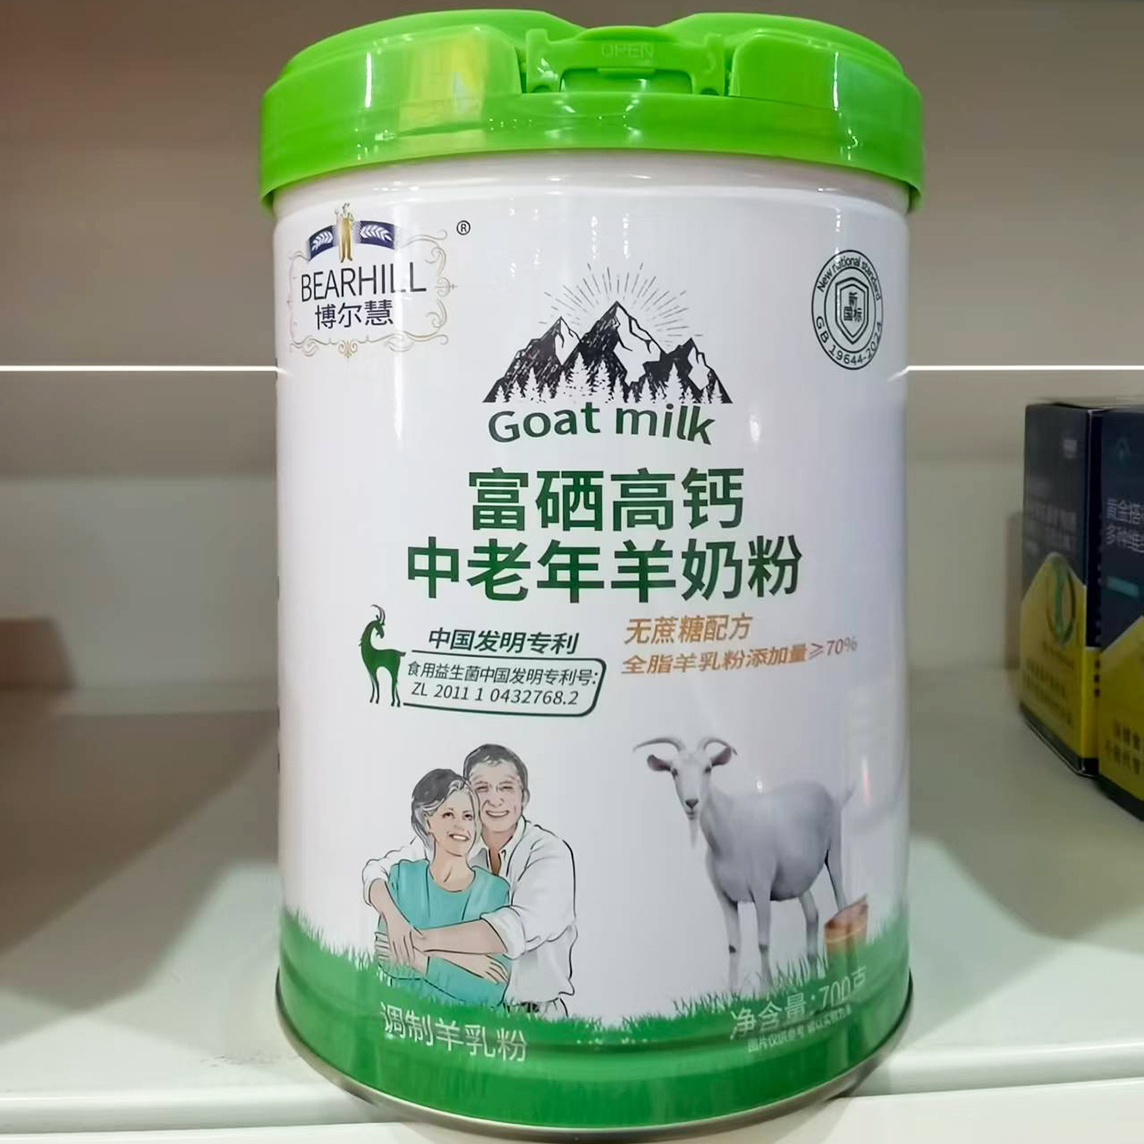 OPEN
BEARHILL
博尔慧
®
New national standard
新
国标
GB 19644-2024
Goat milk
富硒高钙
中老年羊奶粉
中国发明专利
食用益生菌中国发明专利号:
ZL 2011 1 0432768.2
无蔗糖配方
全脂羊乳粉添加量≥70%
调制羊乳粉
净含量:700克